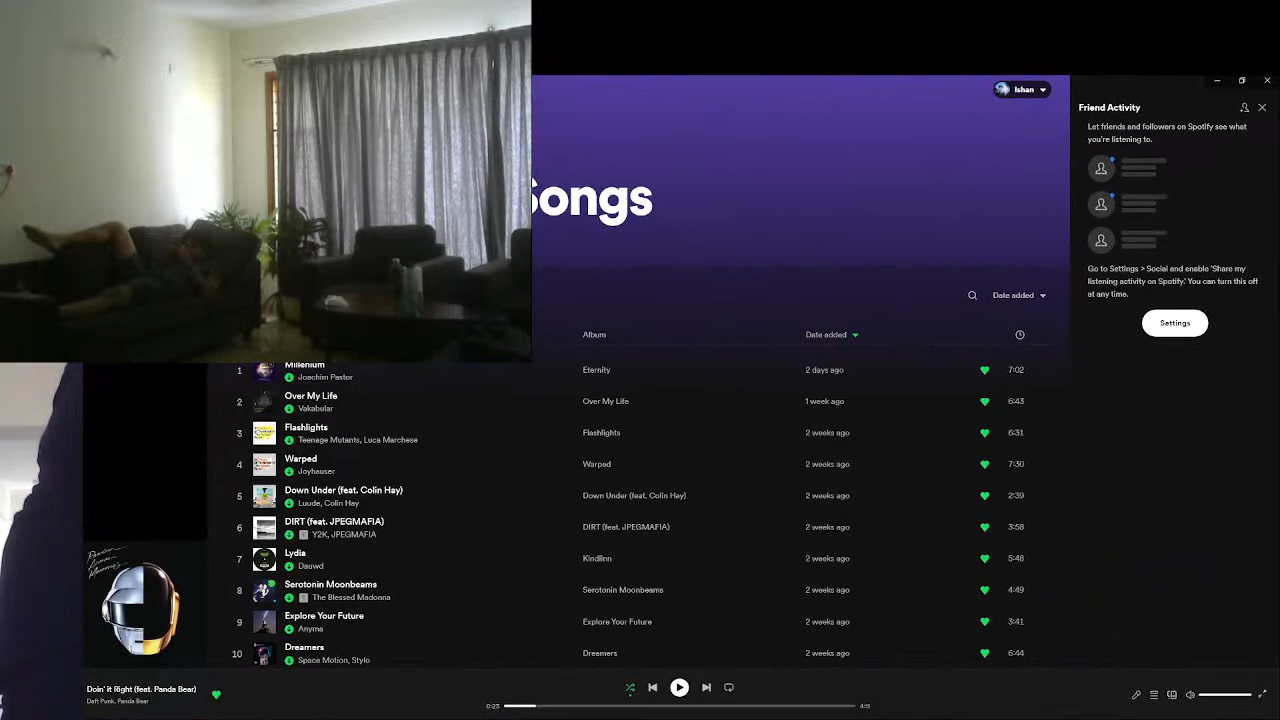 Ishan
Friend Activity
Let friends and followers on Spotify see what
you're listening to.
Songs
Go to Settings > Social and enable 'Share my
listening activity on Spotify.' You can turn this off
at any time.
Date added
Settings
Album Date added
1 Millenium Eternity 2 days ago 7:02
Joachim Pastor
2 Over My Life Over My Life 1 week ago 6:43
Vakabular
3 Flashlights Flashlights 2 weeks ago 6:31
Teenage Mutants, Luca Marchese
4 Warped Warped 2 weeks ago 7:30
Joyhauser
5 Down Under (feat. Colin Hay) Down Under (feat. Colin Hay) 2 weeks ago 2:39
Luude, Colin Hay
6 DIRT (feat. JPEGMAFIA) DIRT (feat. JPEGMAFIA) 2 weeks ago 3:58
E Y2K, JPEGMAFIA
7 Lydia Kindlinn 2 weeks ago 5:48
Dauwd
8 Serotonin Moonbeams Serotonin Moonbeams 2 weeks ago 4:49
E The Blessed Madonna
9 Explore Your Future Explore Your Future 2 weeks ago 3:41
Anyma
10 Dreamers Dreamers 2 weeks ago 6:44
Space Motion, Stylo
Doin' it Right (feat. Panda Bear)
Daft Punk, Panda Bear
0:23 4:11